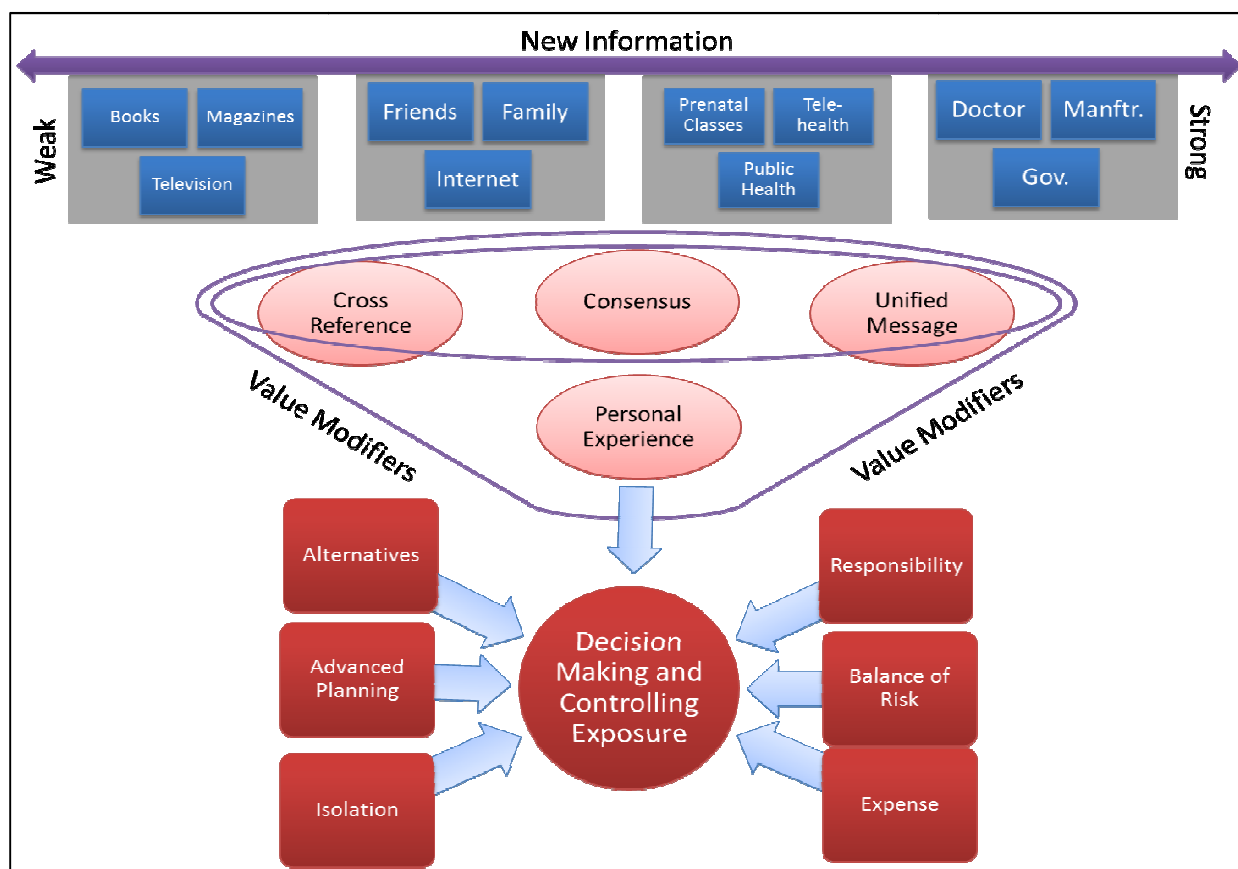 New Information
Weak
Books
Magazines
Television
Friends
Family
Internet
Prenatal
Classes
Tele-
health
Public
Health
Doctor
Manftr.
Gov.
Strong
Cross
Reference
Consensus
Unified
Message
Value Modifiers
Personal
Experience
Value Modifiers
Alternatives
Advanced
Planning
Isolation
Decision
Making and
Controlling
Exposure
Responsibility
Balance of
Risk
Expense